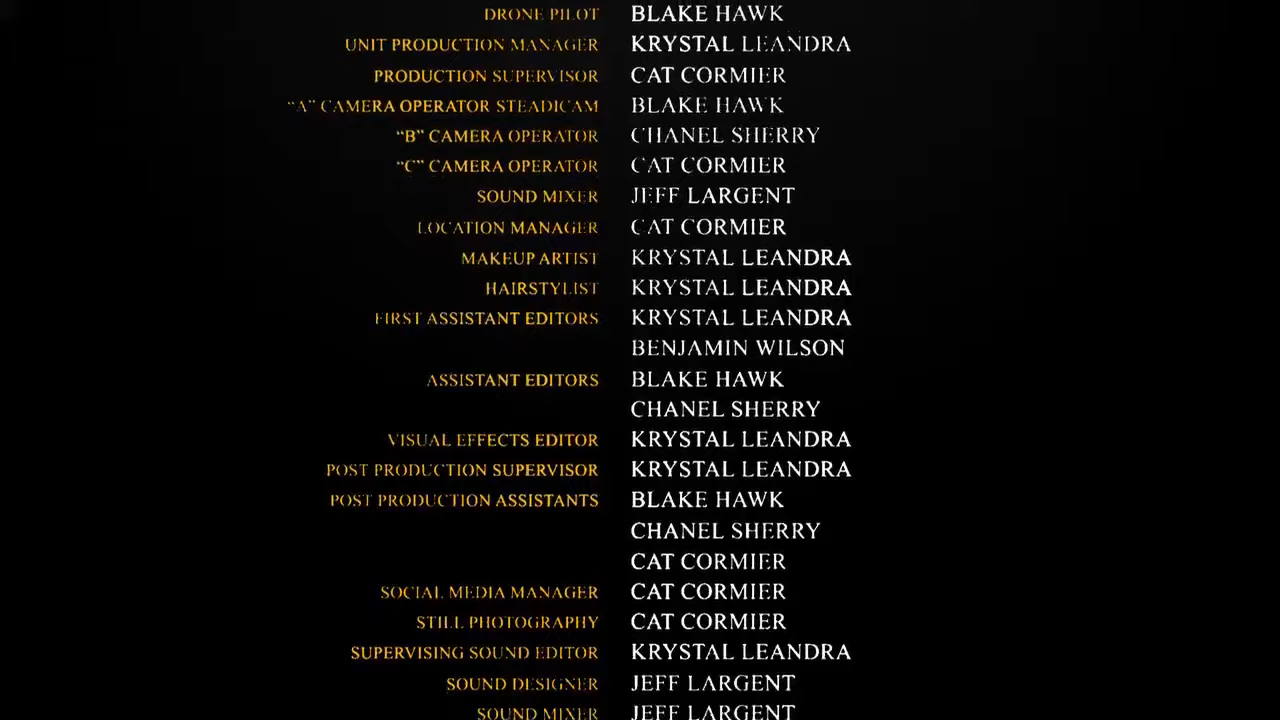 DRONE PILOT BLAKE HAWK
UNIT PRODUCTION MANAGER KRYSTAL LEANDRA
PRODUCTION SUPERVISOR CAT CORMIER
“A” CAMERA OPERATOR STEADICAM BLAKE HAWK
“B” CAMERA OPERATOR CHANEL SHERRY
“C” CAMERA OPERATOR CAT CORMIER
SOUND MIXER JEFF LARGENT
LOCATION MANAGER CAT CORMIER
MAKEUP ARTIST KRYSTAL LEANDRA
HAIRSTYLIST KRYSTAL LEANDRA
FIRST ASSISTANT EDITORS KRYSTAL LEANDRA
BENJAMIN WILSON
ASSISTANT EDITORS BLAKE HAWK
CHANEL SHERRY
VISUAL EFFECTS EDITOR KRYSTAL LEANDRA
POST PRODUCTION SUPERVISOR KRYSTAL LEANDRA
POST PRODUCTION ASSISTANTS BLAKE HAWK
CHANEL SHERRY
CAT CORMIER
SOCIAL MEDIA MANAGER CAT CORMIER
STILL PHOTOGRAPHY CAT CORMIER
SUPERVISING SOUND EDITOR KRYSTAL LEANDRA
SOUND DESIGNER JEFF LARGENT
SOUND MIXER JEFF LARGENT